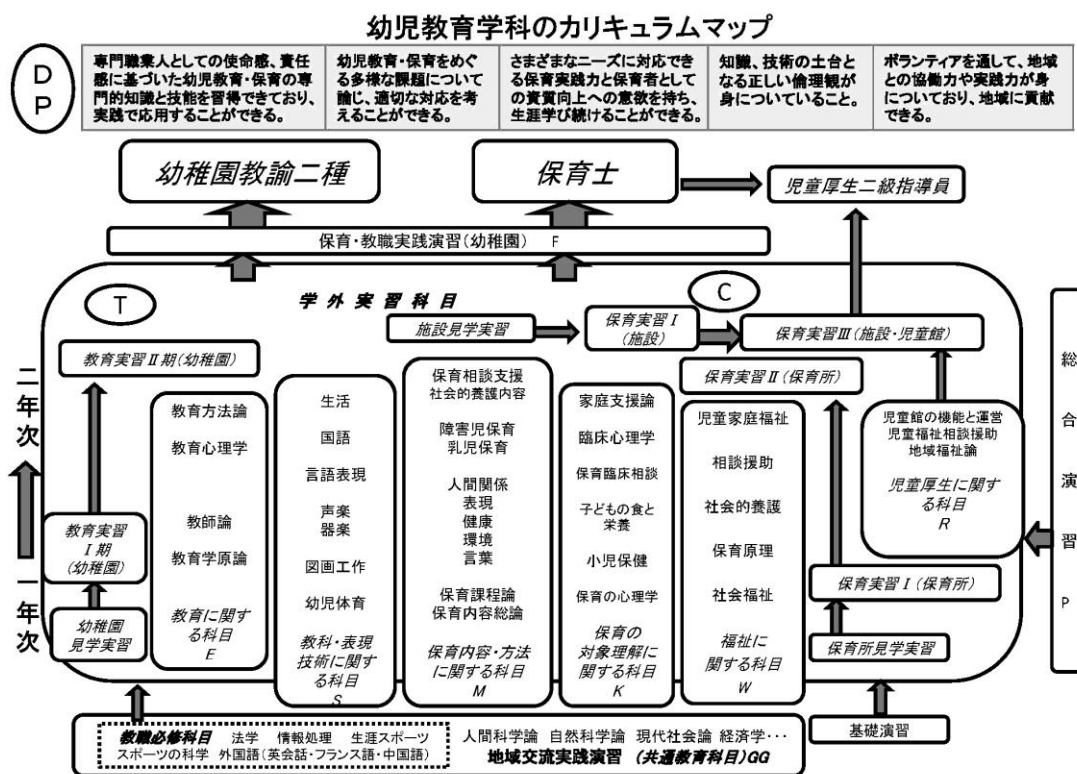 幼児教育学科のカリキュラムマップ
DP
専門職業人としての使命感、責任
感に基づいた幼児教育・保育の専
門的知識と技能を習得できており、
実践で応用することができる。
幼児教育・保育をめぐ
る多様な課題について
論じ、適切な対応を考
えることができる。
さまざまなニーズに対応でき
る保育実践力と保育者として
の資質向上への意欲を持ち、
生涯学び続けることができる。
知識、技術の土台と
なる正しい倫理観が
身についていること。
ボランティアを通して、地域
との協働力や実践力が身
についており、地域に貢献
できる。
幼稚園教諭二種
保育士
児童厚生二級指導員
保育・教職実践演習(幼稚園) F
T
学外実習科目
C
施設見学実習
保育実習Ⅰ
(施設)
保育実習Ⅲ(施設・児童館)
教育実習Ⅱ期(幼稚園)
保育実習Ⅱ(保育所)
二年次
一年次
教育実習
Ⅰ期
(幼稚園)
幼稚園
見学実習
教育方法論
教育心理学
教師論
教育学原論
教育に関
する科目
E
生活
国語
言語表現
声楽
器楽
図画工作
幼児体育
教科・表現
技術に関す
る科目
S
保育相談支援
社会的養護内容
障害児保育
乳児保育
人間関係
表現
健康
環境
言葉
保育課程論
保育内容総論
保育内容・方法
に関する科目
M
家庭支援論
臨床心理学
保育臨床相談
子どもの食と
栄養
小児保健
保育の心理学
保育の
対象理解に
関する科目
K
児童家庭福祉
相談援助
社会的養護
保育原理
社会福祉
福祉に
関する科目
W
児童館の機能と運営
児童福祉相談援助
地域福祉論
児童厚生に関す
る科目
R
保育実習Ⅰ(保育所)
保育所見学実習
総合演習P
教職必修科目 法学 情報処理 生涯スポーツ
スポーツの科学 外国語(英会話・フランス語・中国語)
人間科学論 自然科学論 現代社会論 経済学・・・
地域交流実践演習 (共通教育科目)GG
基礎演習